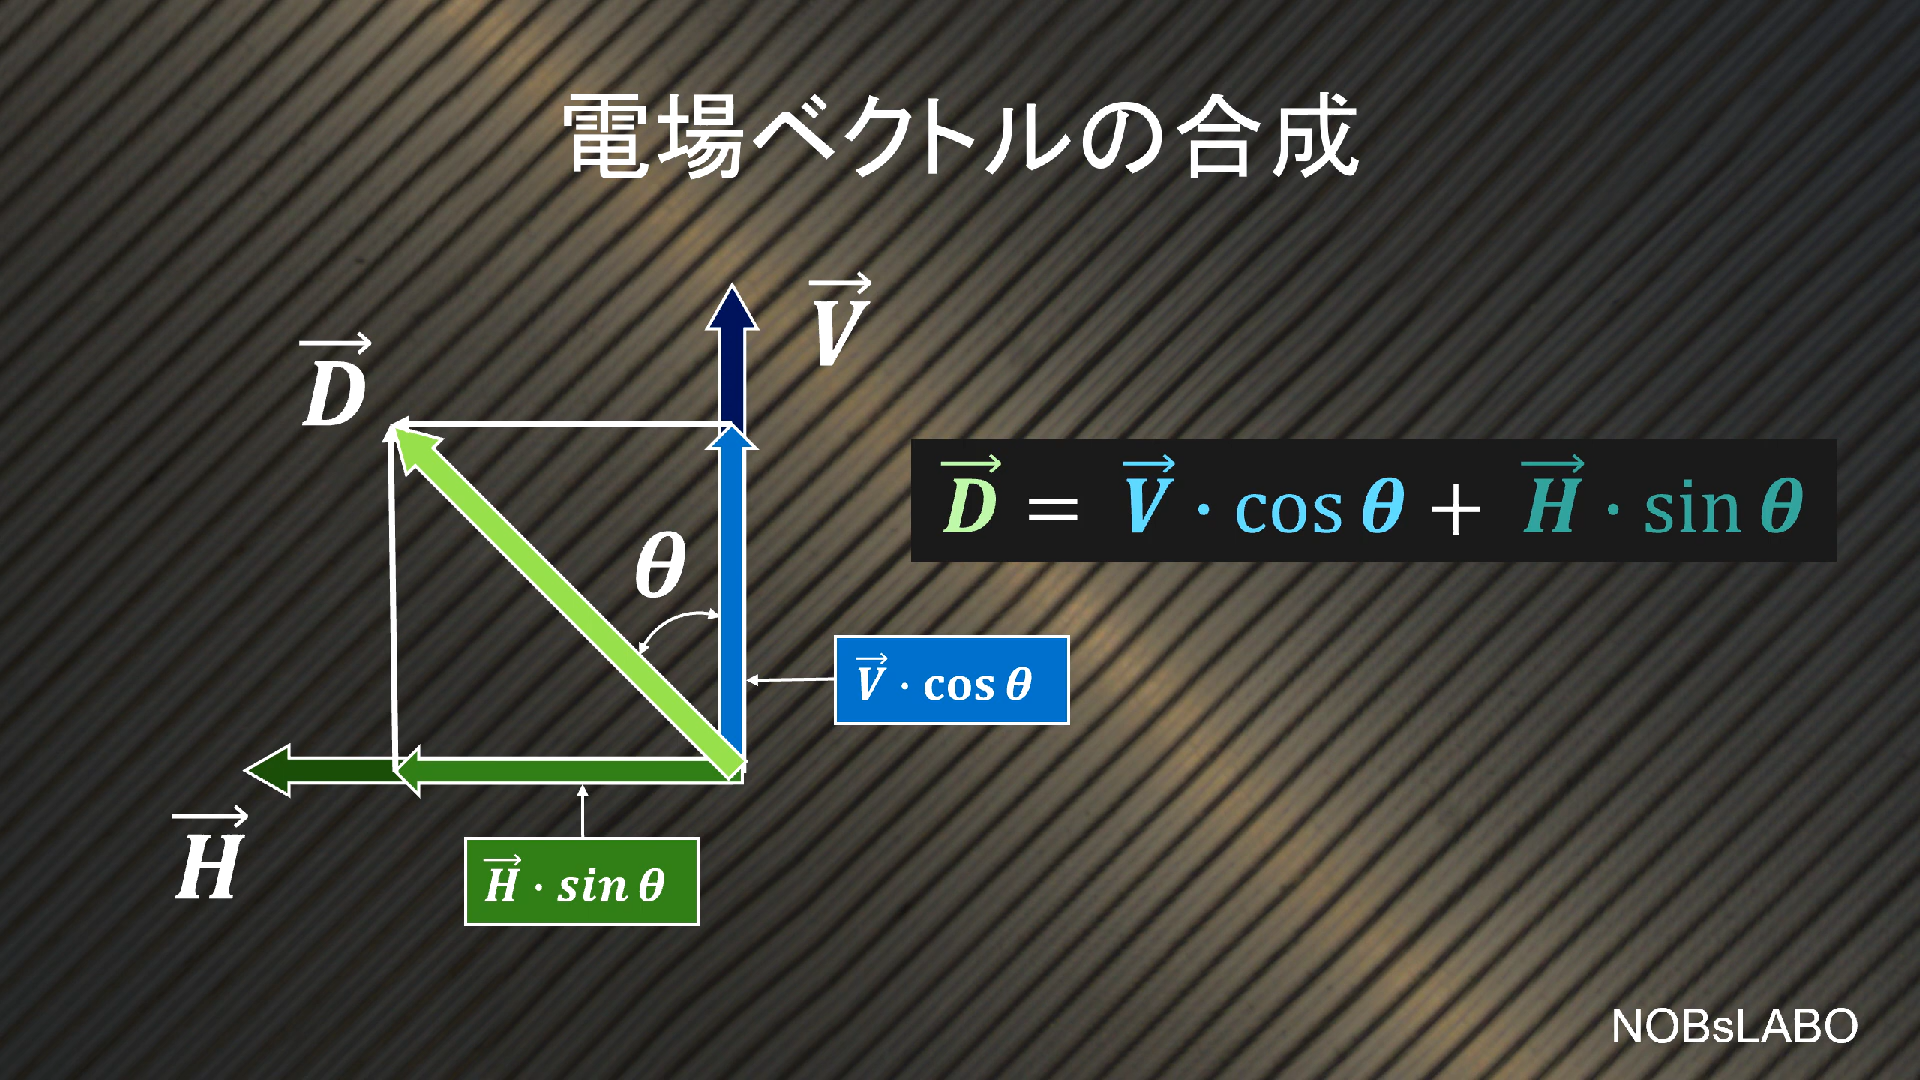 電場ベクトルの合成
V⃗
D⃗
D⃗ = V⃗ · cos θ + H⃗ · sin θ
θ
V⃗ · cos θ
H⃗
H⃗ · sin θ
NOBsLABO